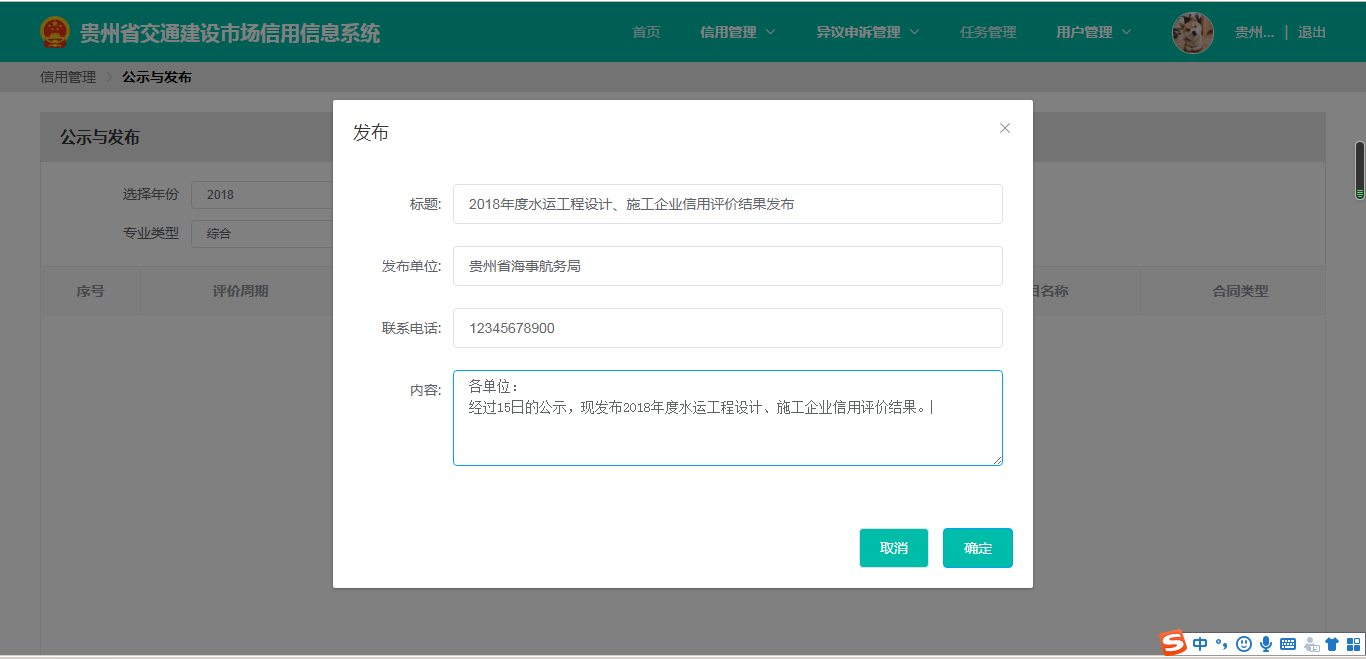 贵州省交通建设市场信用信息系统
首页 信用管理 异议申诉管理 任务管理 用户管理 贵州... | 退出
信用管理 > 公示与发布
公示与发布
选择年份 2018
专业类型 综合
序号 评价周期 目名称 合同类型
发布
标题: 2018年度水运工程设计、施工企业信用评价结果发布
发布单位: 贵州省海事航务局
联系电话: 12345678900
内容: 各单位：
经过15日的公示，现发布2018年度水运工程设计、施工企业信用评价结果。
取消 确定
中